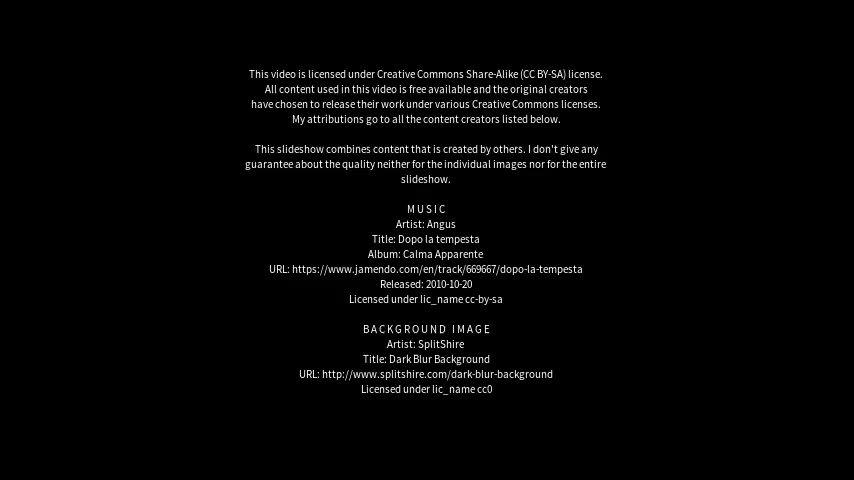 This video is licensed under Creative Commons Share-Alike (CC BY-SA) license.
All content used in this video is free available and the original creators
have chosen to release their work under various Creative Commons licenses.
My attributions go to all the content creators listed below.
This slideshow combines content that is created by others. I don't give any
guarantee about the quality neither for the individual images nor for the entire
slideshow.
MUSIC
Artist: Angus
Title: Dopo la tempesta
Album: Calma Apparente
URL: https://www.jamendo.com/en/track/669667/dopo-la-tempesta
Released: 2010-10-20
Licensed under lic_name cc-by-sa
BACKGROUND IMAGE
Artist: SplitShire
Title: Dark Blur Background
URL: http://www.splitshire.com/dark-blur-background
Licensed under lic_name cc0